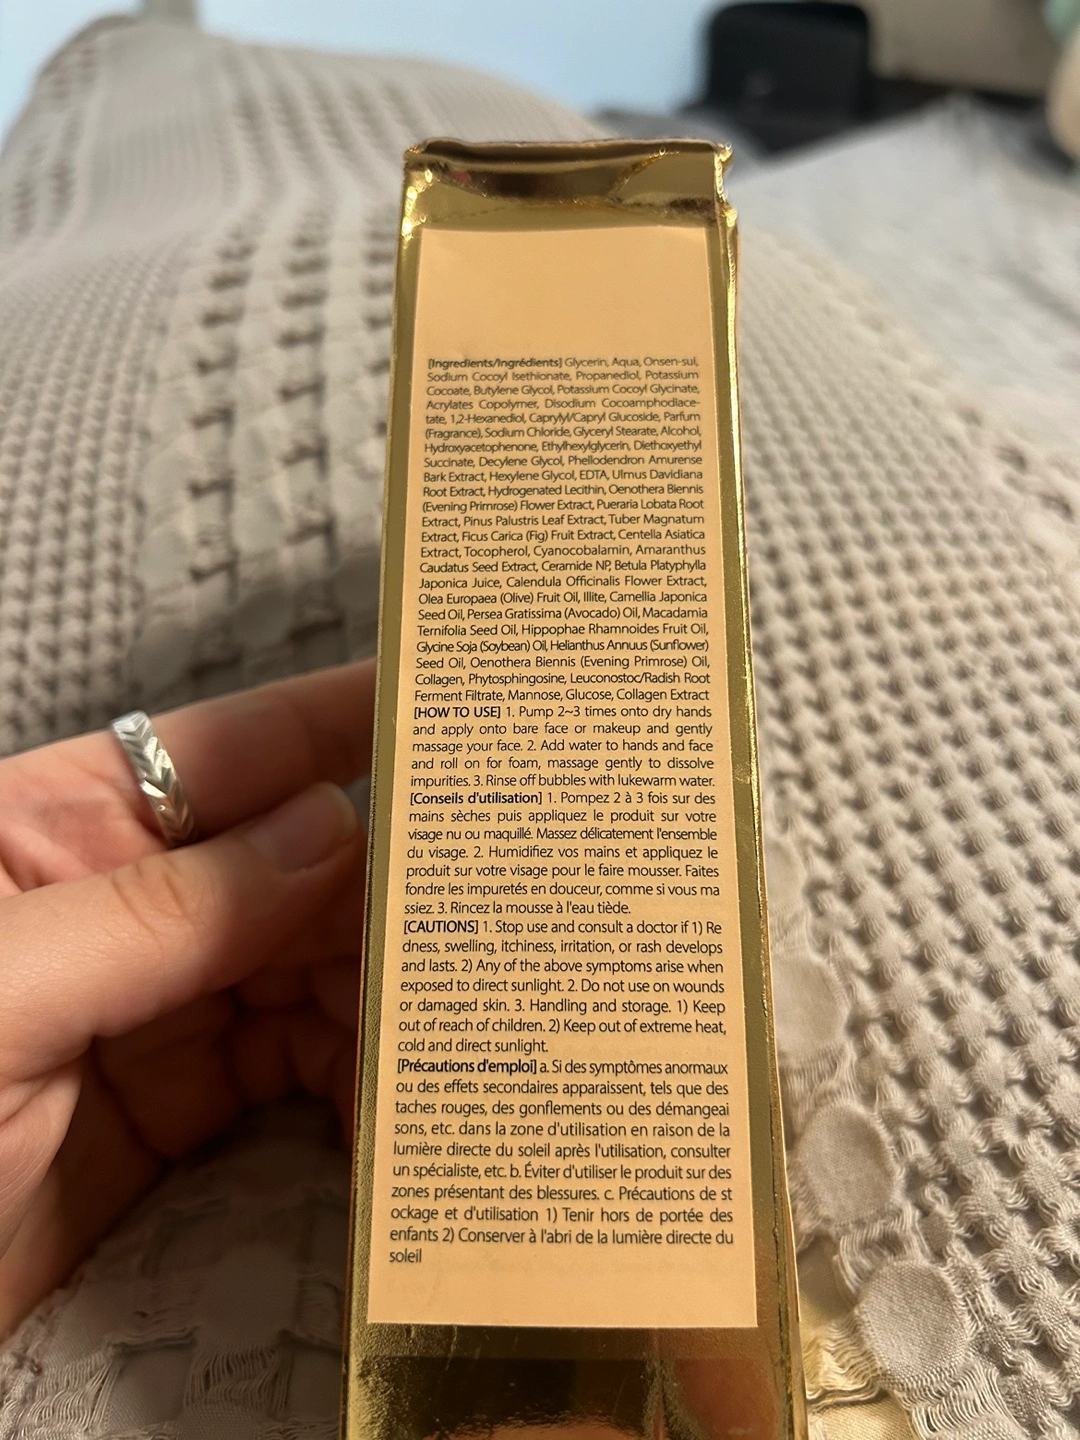 [Ingredients/Ingrédients] Glycerin, Aqua, Onsen-sui,
Sodium Cocoyl Isethionate, Propanediol, Potassium
Cocoate, Butylene Glycol, Potassium Cocoyl Glycinate,
Acrylates Copolymer, Disodium Cocoamphodiace-
tate, 1,2-Hexanediol, Caprylyl/Capryl Glucoside, Parfum
(Fragrance), Sodium Chloride, Glyceryl Stearate, Alcohol,
Hydroxyacetophenone, Ethylhexylglycerin, Diethoxyethyl
Succinate, Decylene Glycol, Phellodendron Amurense
Bark Extract, Hexylene Glycol, EDTA, Ulmus Davidiana
Root Extract, Hydrogenated Lecithin, Oenothera Biennis
(Evening Primrose) Flower Extract, Pueraria Lobata Root
Extract, Pinus Palustris Leaf Extract, Tuber Magnatum
Extract, Ficus Carica (Fig) Fruit Extract, Centella Asiatica
Extract, Tocopherol, Cyanocobalamin, Amaranthus
Caudatus Seed Extract, Ceramide NP, Betula Platyphylla
Japonica Juice, Calendula Officinalis Flower Extract,
Olea Europaea (Olive) Fruit Oil, Illite, Camellia Japonica
Seed Oil, Persea Gratissima (Avocado) Oil, Macadamia
Ternifolia Seed Oil, Hippophae Rhamnoides Fruit Oil,
Glycine Soja (Soybean) Oil, Helianthus Annuus (Sunflower)
Seed Oil, Oenothera Biennis (Evening Primrose) Oil,
Collagen, Phytosphingosine, Leuconostoc/Radish Root
Ferment Filtrate, Mannose, Glucose, Collagen Extract
[HOW TO USE] 1. Pump 2~3 times onto dry hands
and apply onto bare face or makeup and gently
massage your face. 2. Add water to hands and face
and roll on for foam, massage gently to dissolve
impurities. 3. Rinse off bubbles with lukewarm water.
[Conseils d'utilisation] 1. Pompez 2 à 3 fois sur des
mains sèches puis appliquez le produit sur votre
visage nu ou maquillé. Massez délicatement l'ensemble
du visage. 2. Humidifiez vos mains et appliquez le
produit sur votre visage pour le faire mousser. Faites
fondre les impuretés en douceur, comme si vous ma
ssiez. 3. Rincez la mousse à l'eau tiède.
[CAUTIONS] 1. Stop use and consult a doctor if 1) Re
dness, swelling, itchiness, irritation, or rash develops
and lasts. 2) Any of the above symptoms arise when
exposed to direct sunlight. 2. Do not use on wounds
or damaged skin. 3. Handling and storage. 1) Keep
out of reach of children. 2) Keep out of extreme heat,
cold and direct sunlight.
[Précautions d'emploi] a. Si des symptômes anormaux
ou des effets secondaires apparaissent, tels que des
taches rouges, des gonflements ou des démangeai
sons, etc. dans la zone d'utilisation en raison de la
lumière directe du soleil après l'utilisation, consulter
un spécialiste, etc. b. Éviter d'utiliser le produit sur des
zones présentant des blessures. c. Précautions de st
ockage et d'utilisation 1) Tenir hors de portée des
enfants 2) Conserver à l'abri de la lumière directe du
soleil